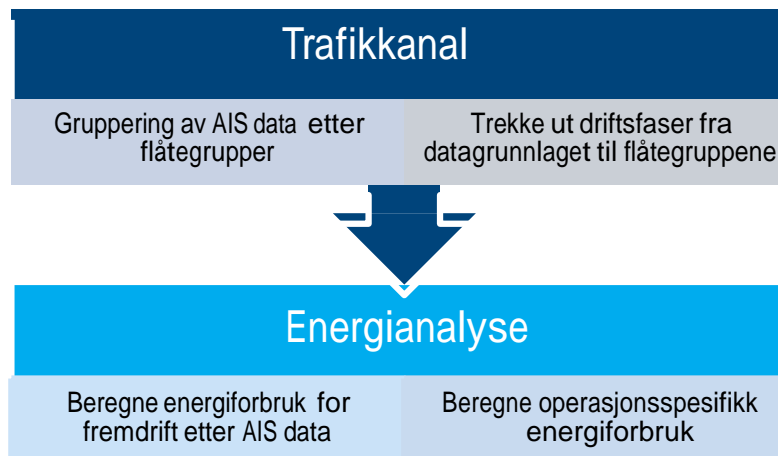 Trafikkanal
Gruppering av AIS data etter
flåtegrupper
Trekke ut driftsfaser fra
datagrunnlaget til flåtegruppene
Energianalyse
Beregne energiforbruk for
fremdrift etter AIS data
Beregne operasjonsspesifikk
energiforbruk